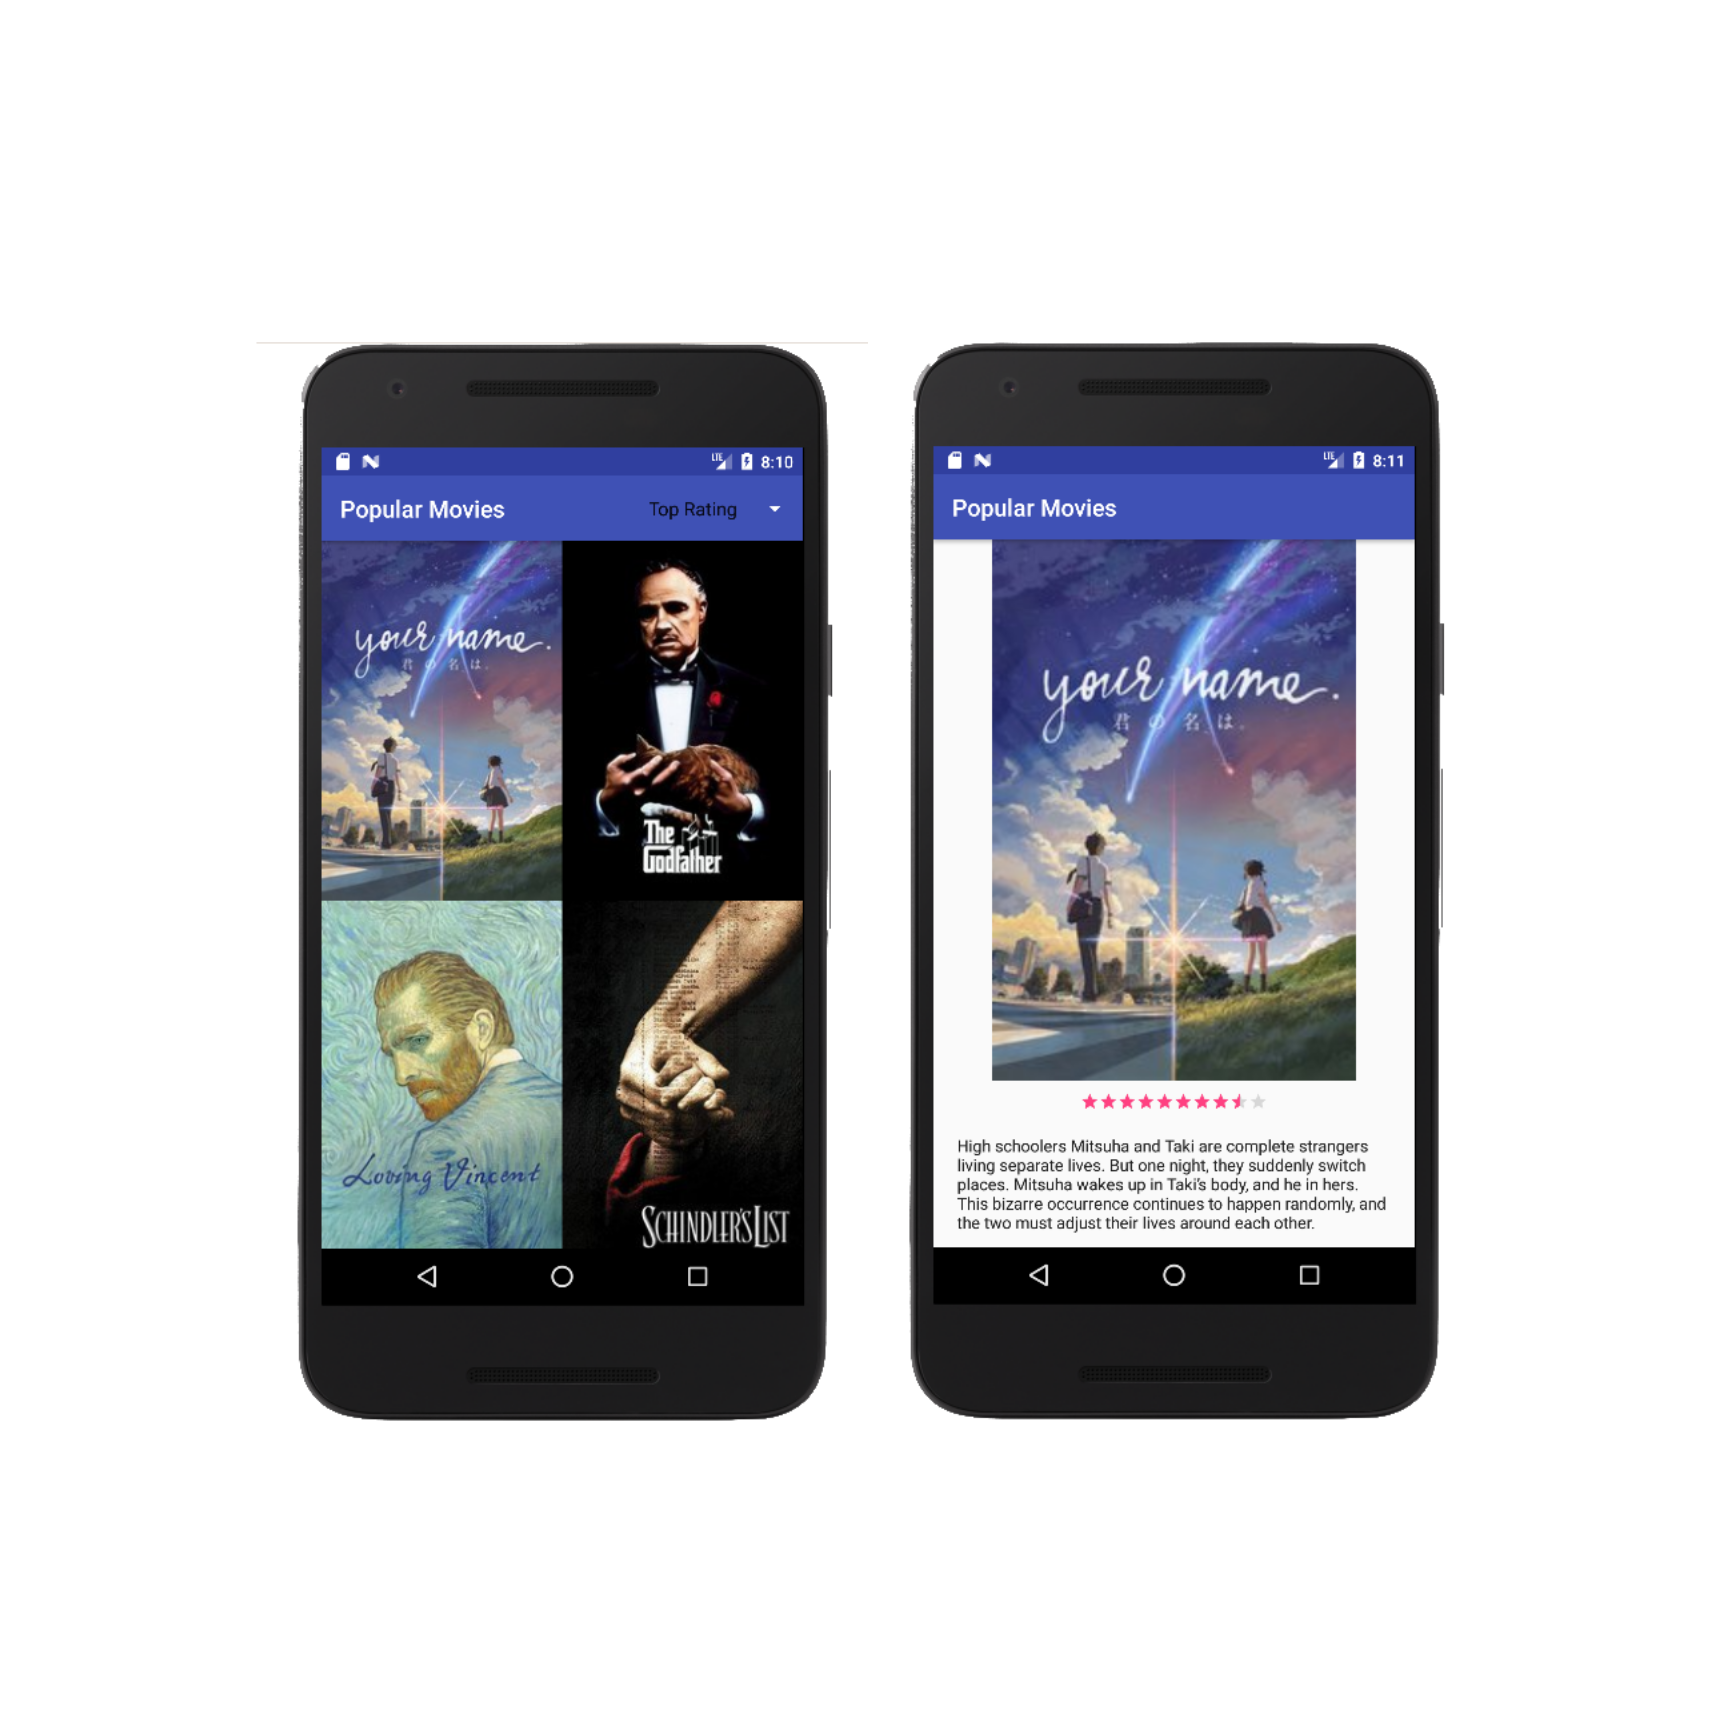 LTE 8:10
Popular Movies Top Rating
your name.
君の名は。
The
Godfather
Loving Vincent
SCHINDLER'S LIST
LTE 8:11
Popular Movies
your name.
君の名は。
High schoolers Mitsuha and Taki are complete strangers
living separate lives. But one night, they suddenly switch
places. Mitsuha wakes up in Taki's body, and he in hers.
This bizarre occurrence continues to happen randomly, and
the two must adjust their lives around each other.